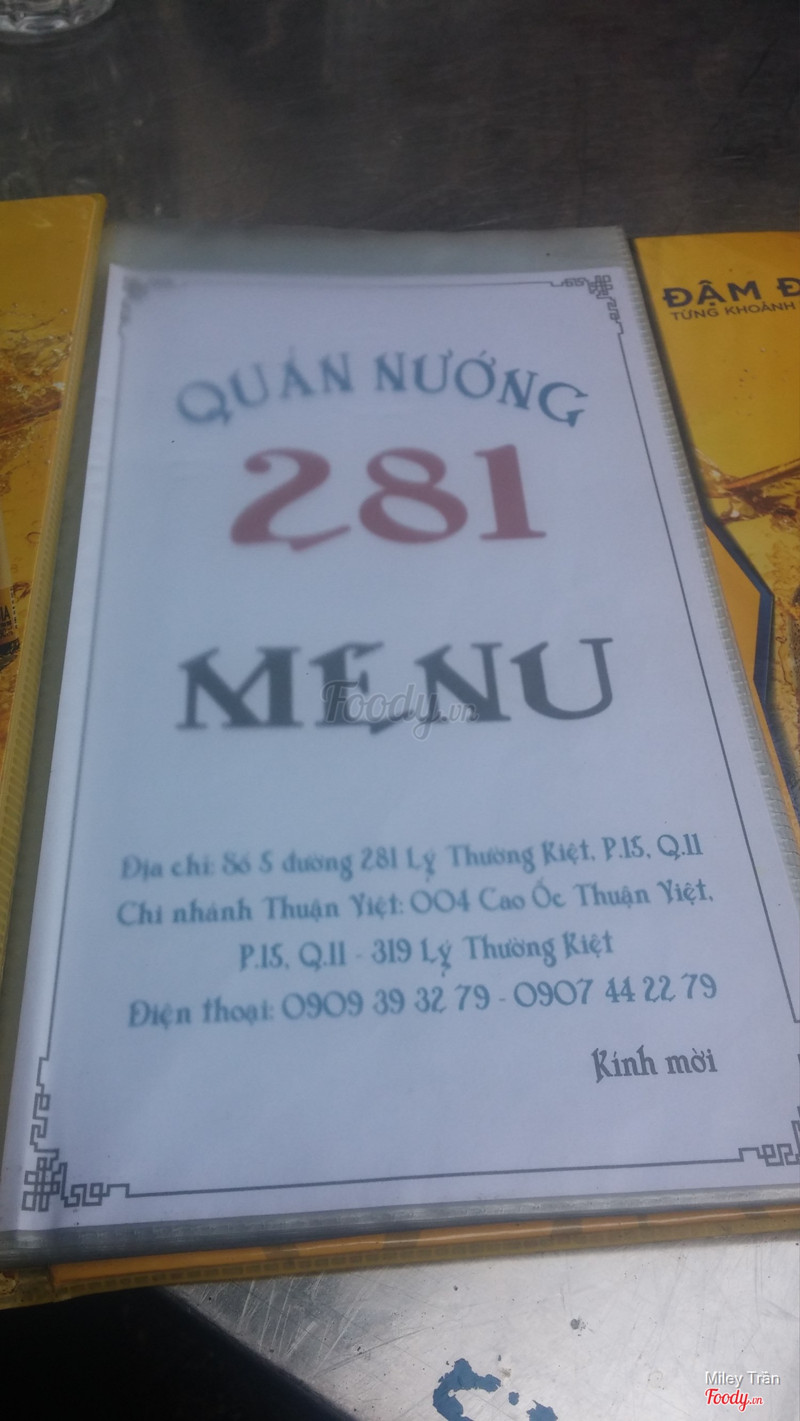 ĐẬM Đ
TỪNG KHOẢNH
QUÁN NƯỚNG
281
MENU
Foody.vn
Địa chỉ: Số 5 đường 281 Lý Thường Kiệt, P.15, Q.11
Chi nhánh Thuận Việt: 004 Cao Ốc Thuận Việt,
P.15, Q.11 - 319 Lý Thường Kiệt
Điện thoại: 0909 39 32 79 - 0907 44 22 79
Kính mời
Miley Trần
Foody.vn